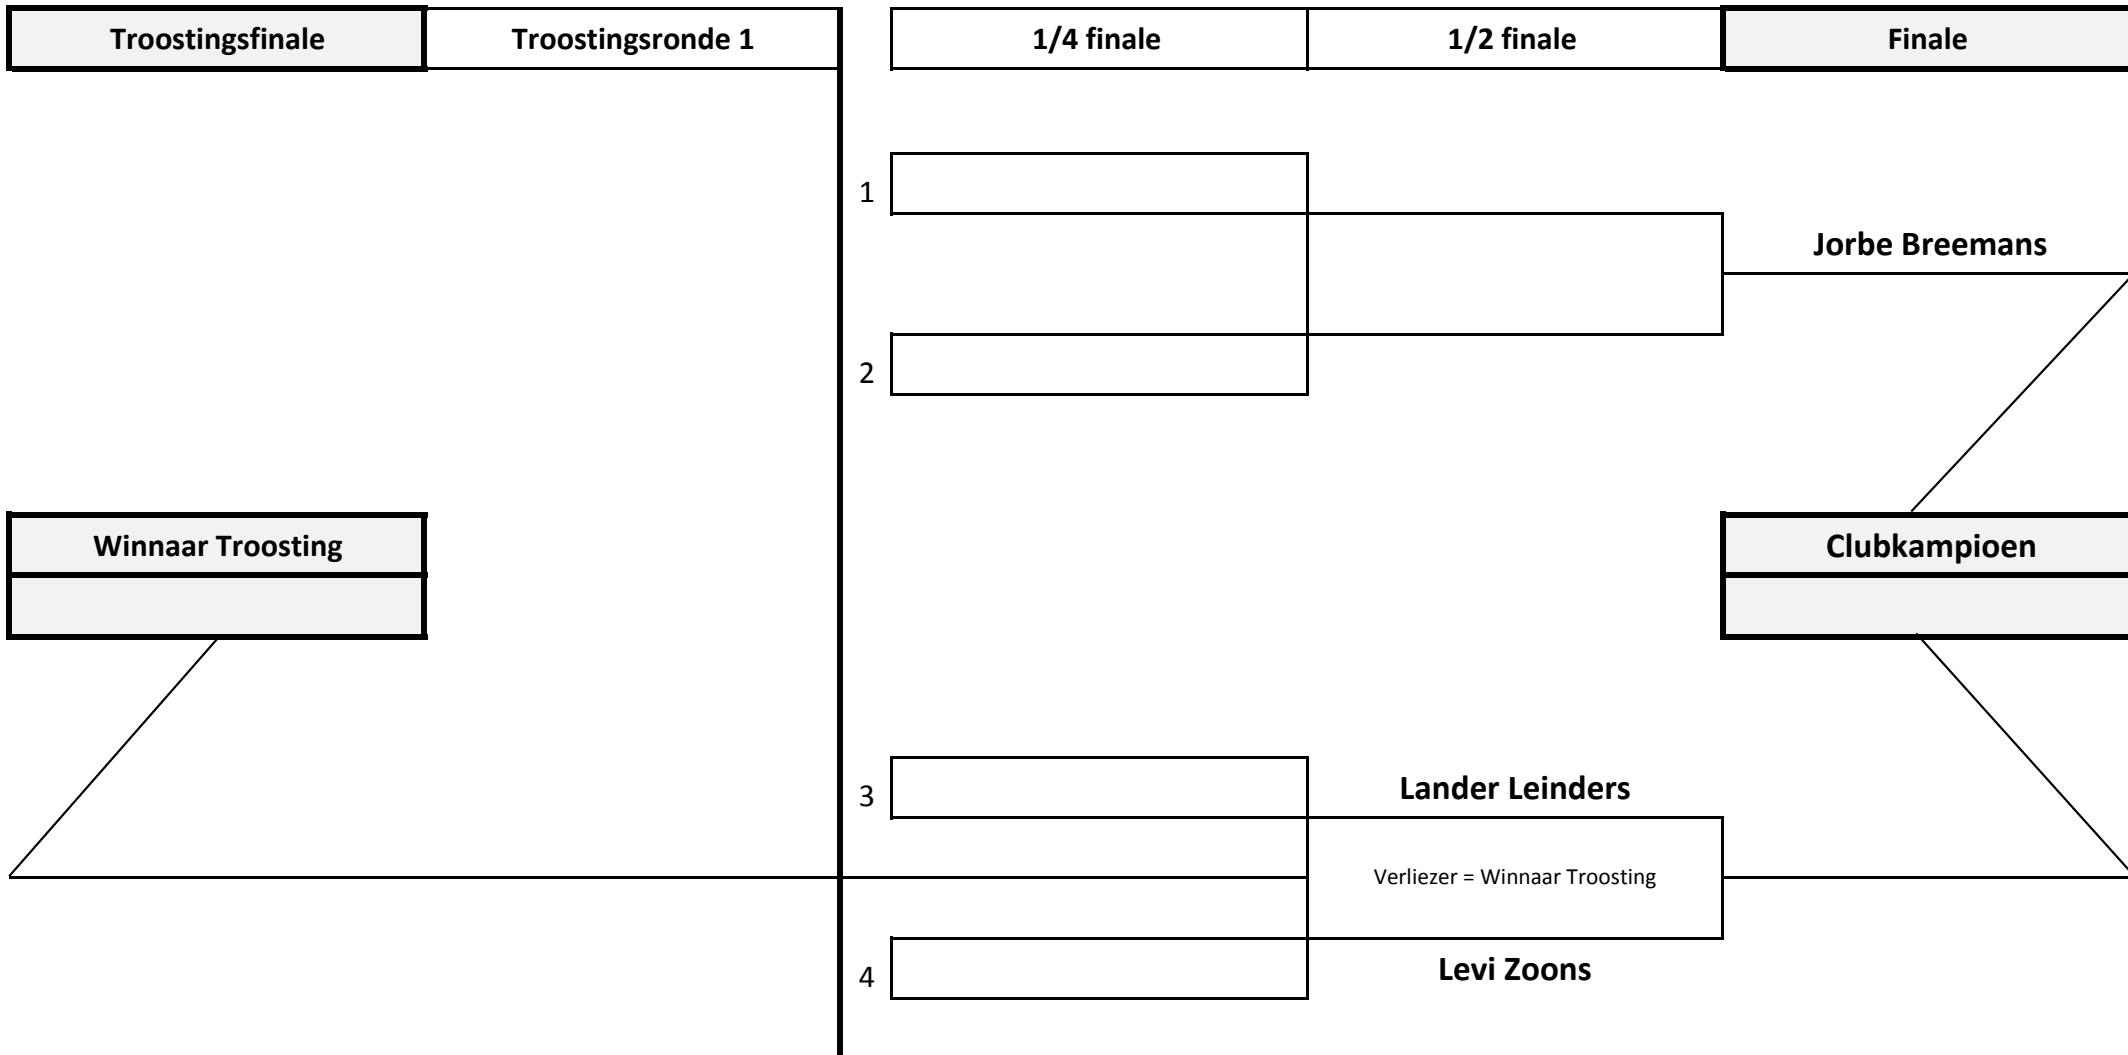 Troostingsfinale
Troostingsronde 1
1/4 finale
1/2 finale
Finale
1
Jorbe Breemans
2
Winnaar Troosting
Clubkampioen
3
Lander Leinders
Verliezer = Winnaar Troosting
4
Levi Zoons